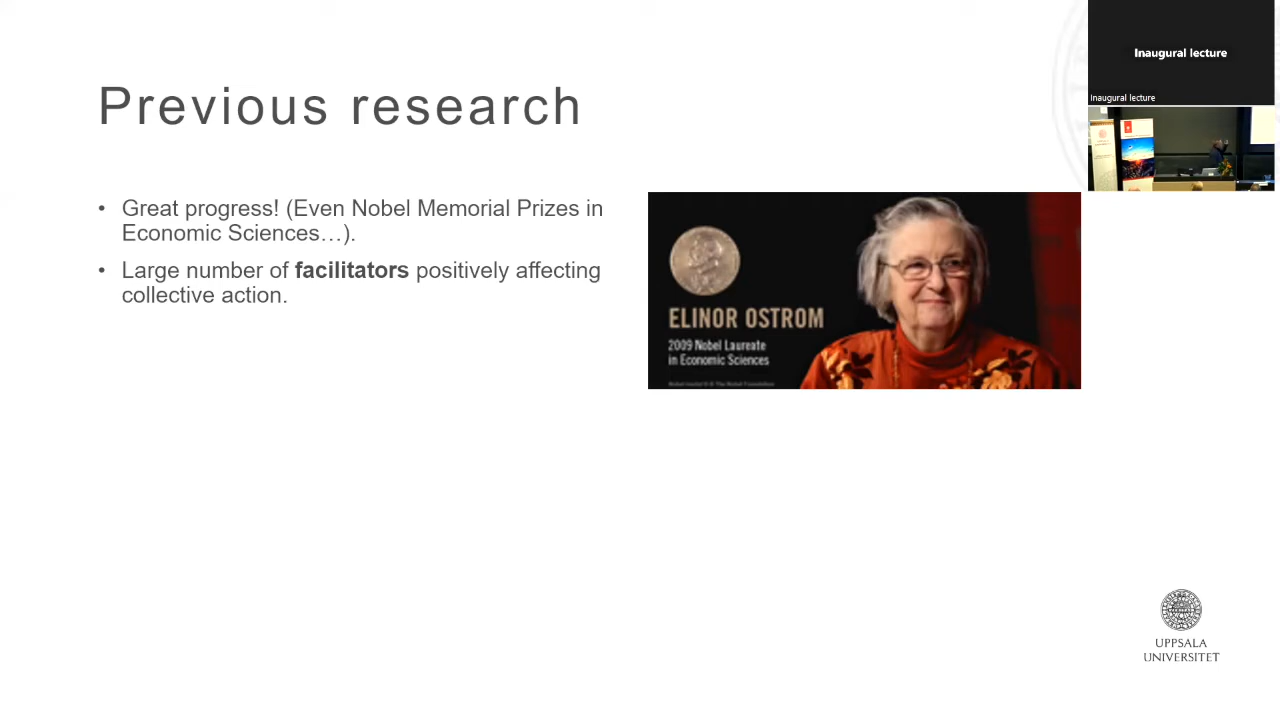 Previous research
• Great progress! (Even Nobel Memorial Prizes in
Economic Sciences…).
• Large number of facilitators positively affecting
collective action.
ELINOR OSTROM
2009 Nobel Laureate
in Economic Sciences
Inaugural lecture
Inaugural lecture
UPPSALA
UNIVERSITET